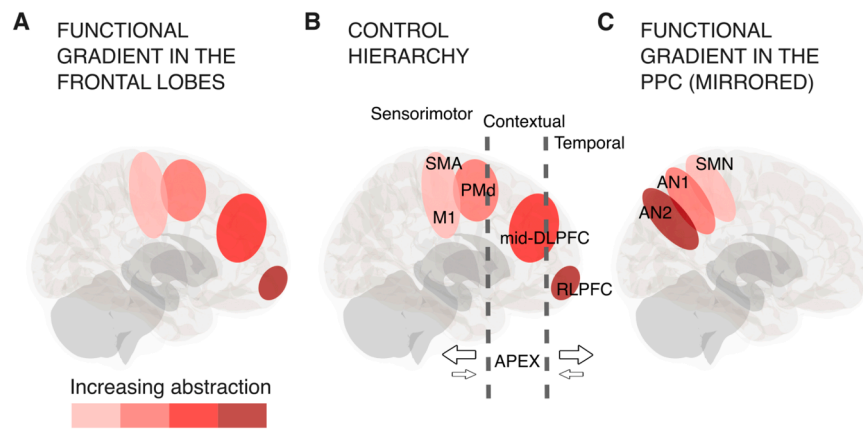 A
FUNCTIONAL
GRADIENT IN THE
FRONTAL LOBES
Increasing abstraction
B
CONTROL
HIERARCHY
Sensorimotor
Contextual
Temporal
SMA
PMd
M1
mid-DLPFC
RLPFC
APEX
C
FUNCTIONAL
GRADIENT IN THE
PPC (MIRRORED)
SMN
AN1
AN2